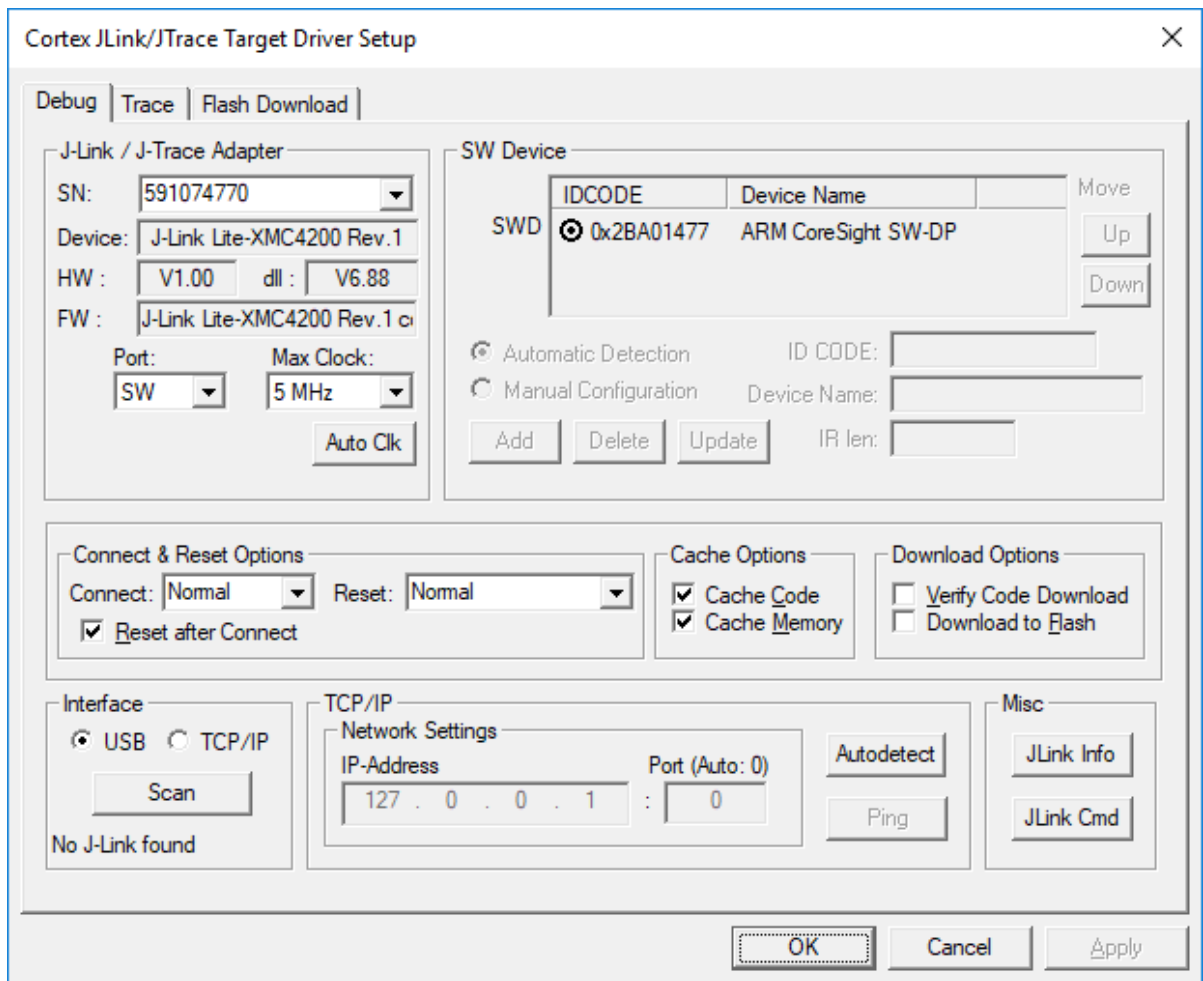 Cortex JLink/JTrace Target Driver Setup
Debug Trace Flash Download
J-Link / J-Trace Adapter
SN: 591074770
Device: J-Link Lite-XMC4200 Rev.1
HW : V1.00 dll : V6.88
FW : J-Link Lite-XMC4200 Rev.1
Port: Max Clock:
SW 5 MHz
Auto Clk
SW Device
IDCODE Device Name Move
SWD 0x2BA01477 ARM CoreSight SW-DP Up
Down
Automatic Detection ID CODE:
Manual Configuration Device Name:
Add Delete Update IR len:
Connect & Reset Options
Connect: Normal Reset: Normal
Reset after Connect
Cache Options
Cache Code
Cache Memory
Download Options
Verify Code Download
Download to Flash
Interface
USB TCP/IP
Scan
No J-Link found
TCP/IP
Network Settings
IP-Address Port (Auto: 0)
127 . 0 . 0 . 1 : 0
Autodetect
Ping
Misc
JLink Info
JLink Cmd
OK Cancel Apply